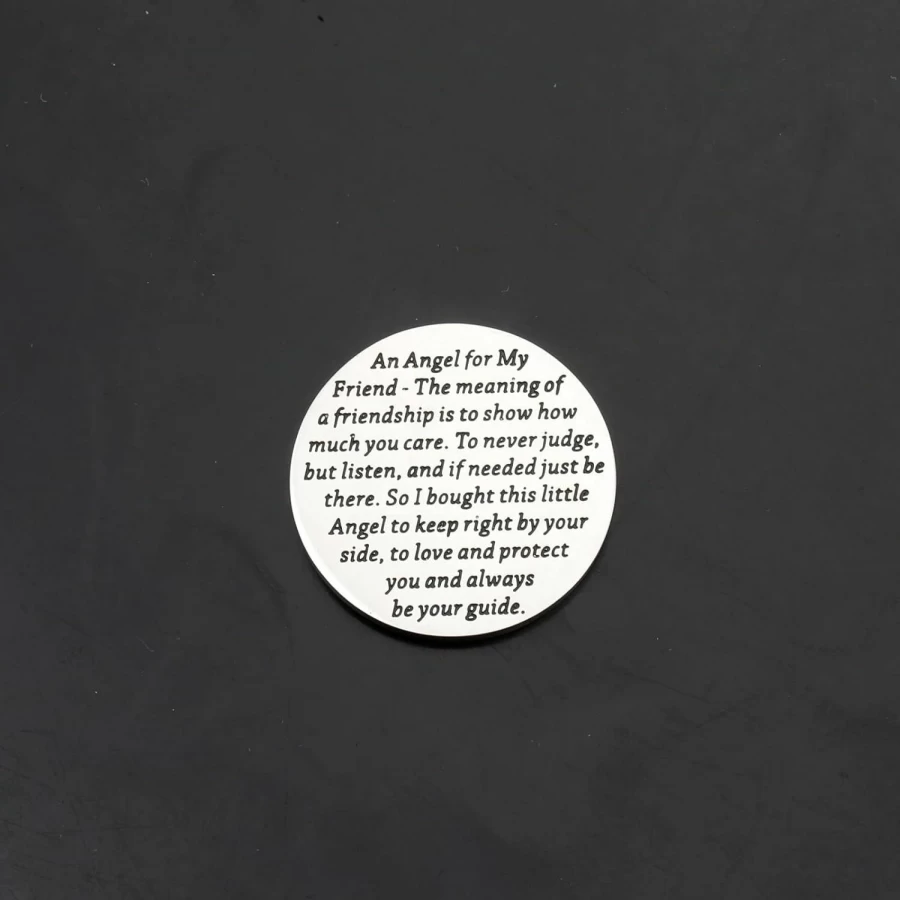 An Angel for My
Friend - The meaning of
a friendship is to show how
much you care. To never judge,
but listen, and if needed just be
there. So I bought this little
Angel to keep right by your
side, to love and protect
you and always
be your guide.